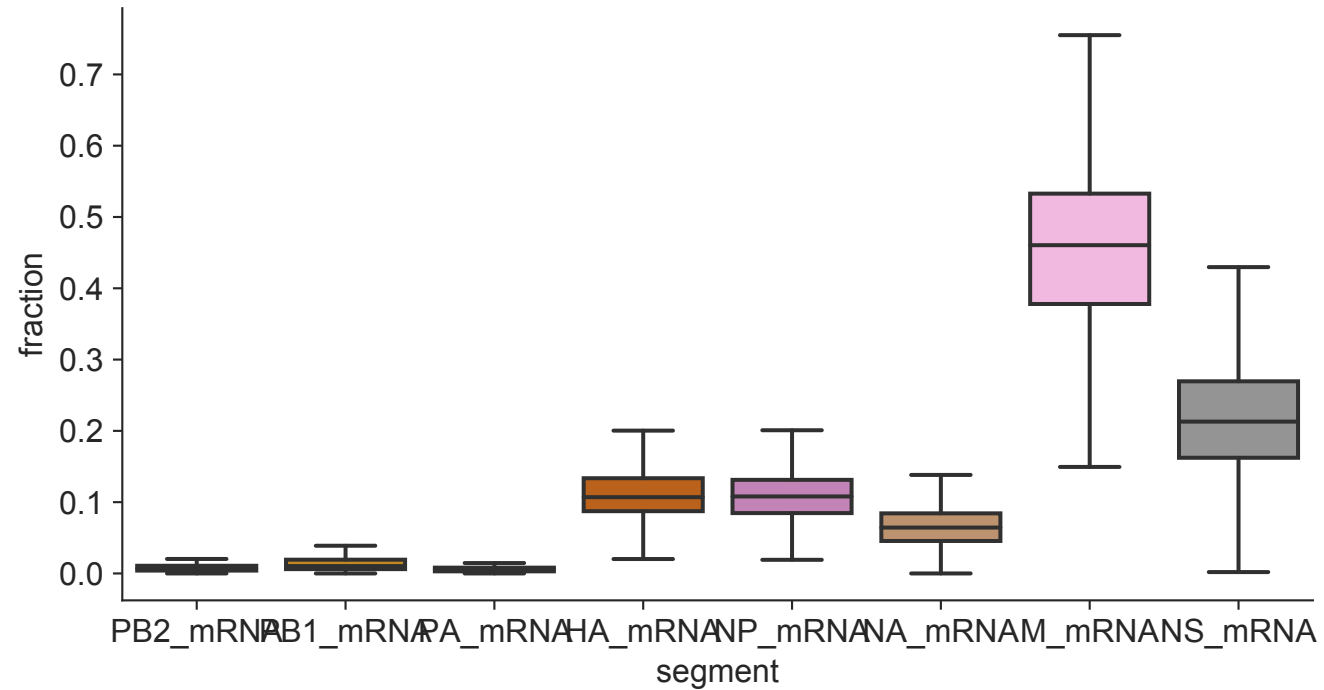 0.7
0.6
0.5
0.4
0.3
0.2
0.1
0.0
fraction
PB2_mRNA PB1_mRNA PA_mRNA HA_mRNA NP_mRNA NA_mRNA M_mRNA NS_mRNA
segment